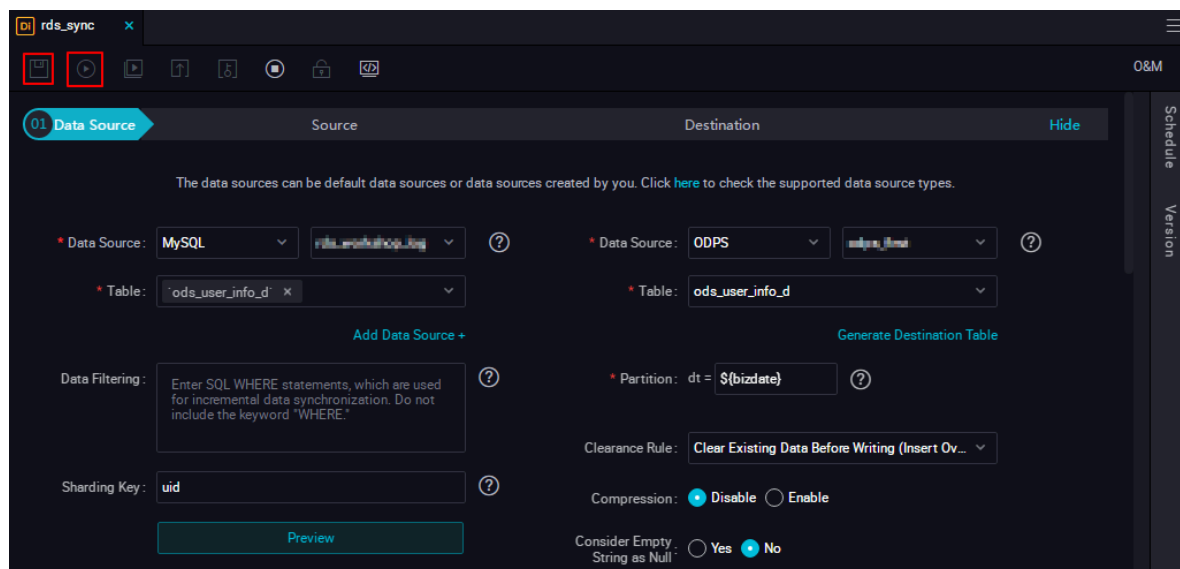 Di rds_sync ×
O&M
01 Data Source Source Destination Hide
Schedule
Version
The data sources can be default data sources or data sources created by you. Click here to check the supported data source types.
* Data Source: MySQL ? * Data Source: ODPS ?
* Table: `ods_user_info_d` × * Table: ods_user_info_d
Add Data Source + Generate Destination Table
Data Filtering: Enter SQL WHERE statements, which are used ? * Partition: dt = ${bizdate} ?
for incremental data synchronization. Do not
include the keyword "WHERE."
Clearance Rule: Clear Existing Data Before Writing (Insert Ov...
Sharding Key: uid ?
Compression: Disable Enable
Preview
Consider Empty
String as Null: Yes No